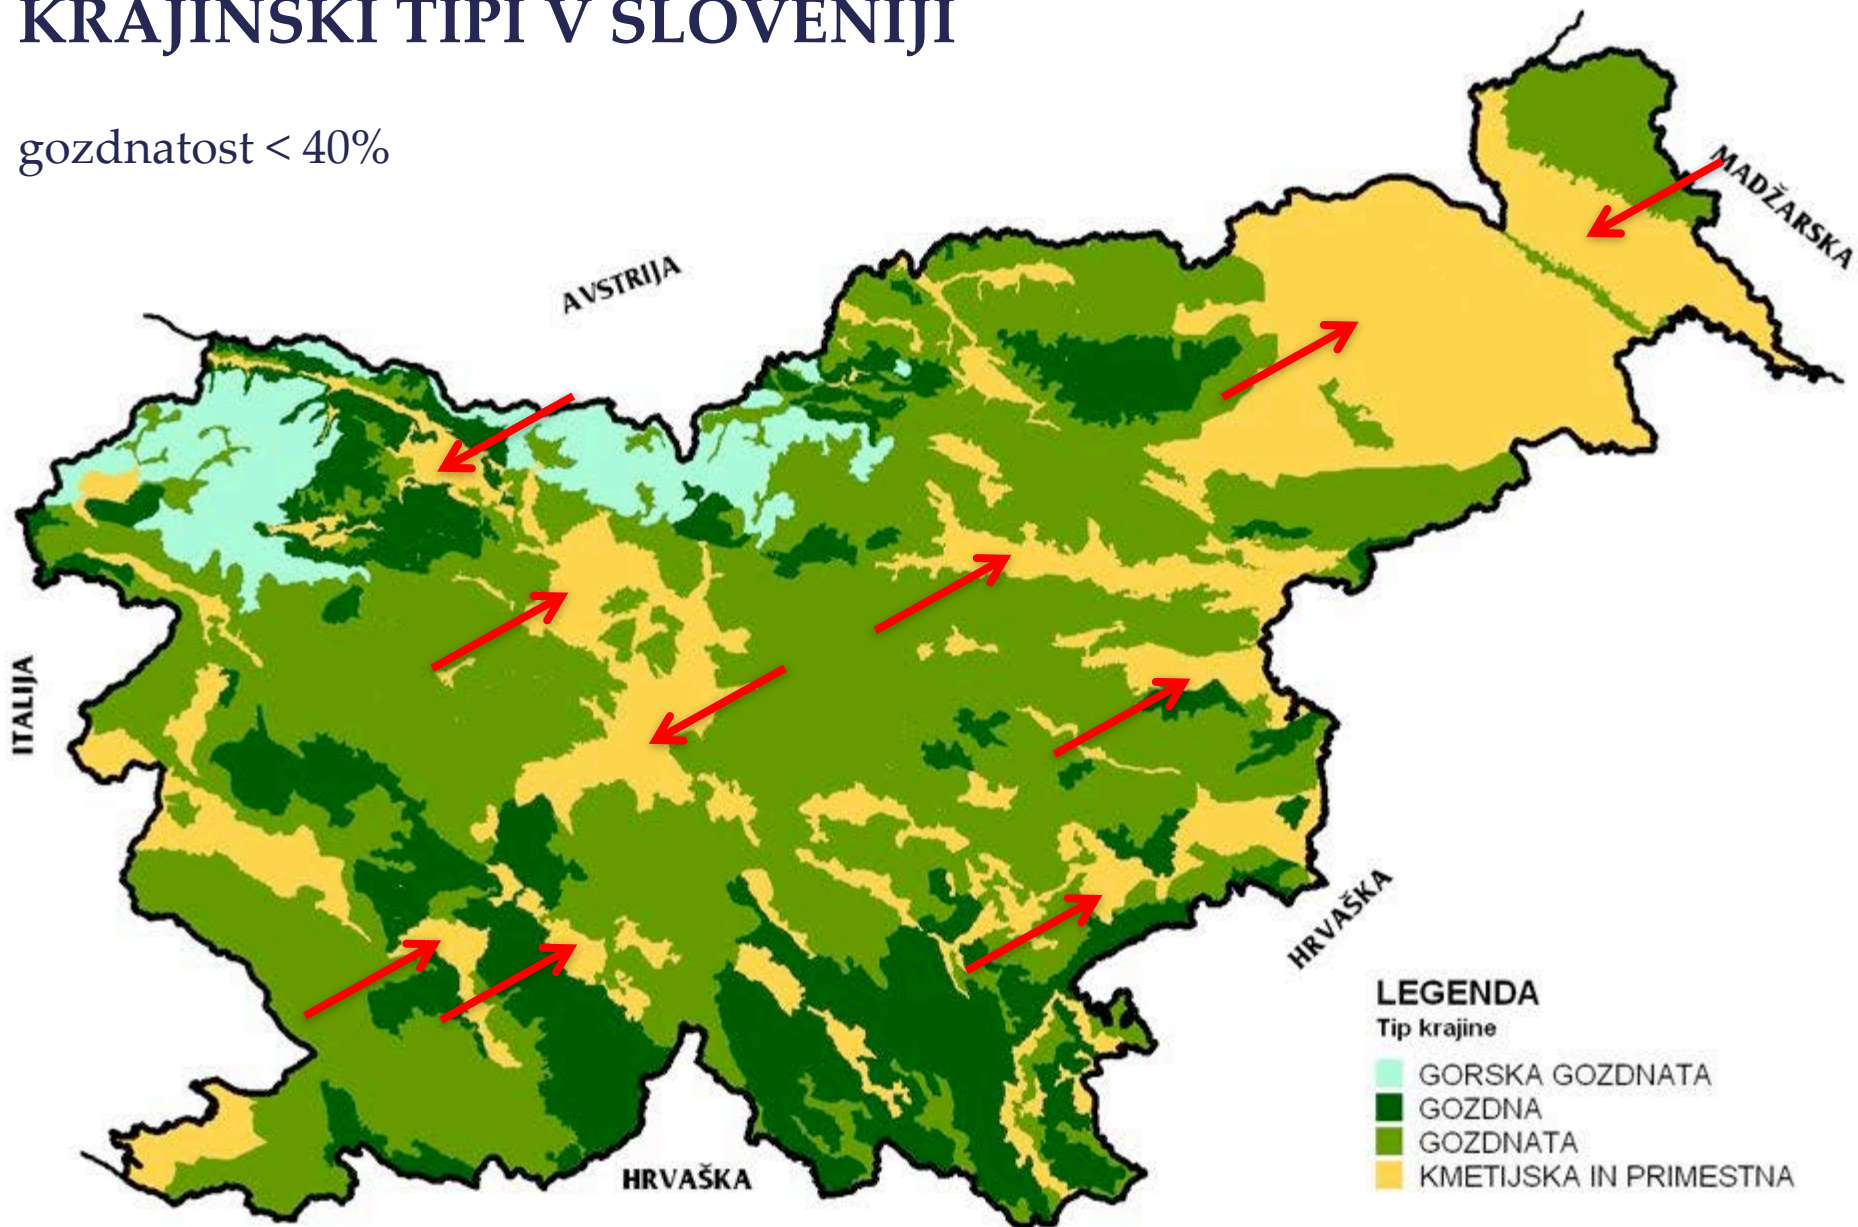 KRAJINSKI TIPI V SLOVENIJI
gozdnatost < 40%
MADŽARSKA
AVSTRIJA
ITALIJA
HRVAŠKA
HRVAŠKA
LEGENDA
Tip krajine
GORSKA GOZDNATA
GOZDNA
GOZDNATA
KMETIJSKA IN PRIMESTNA